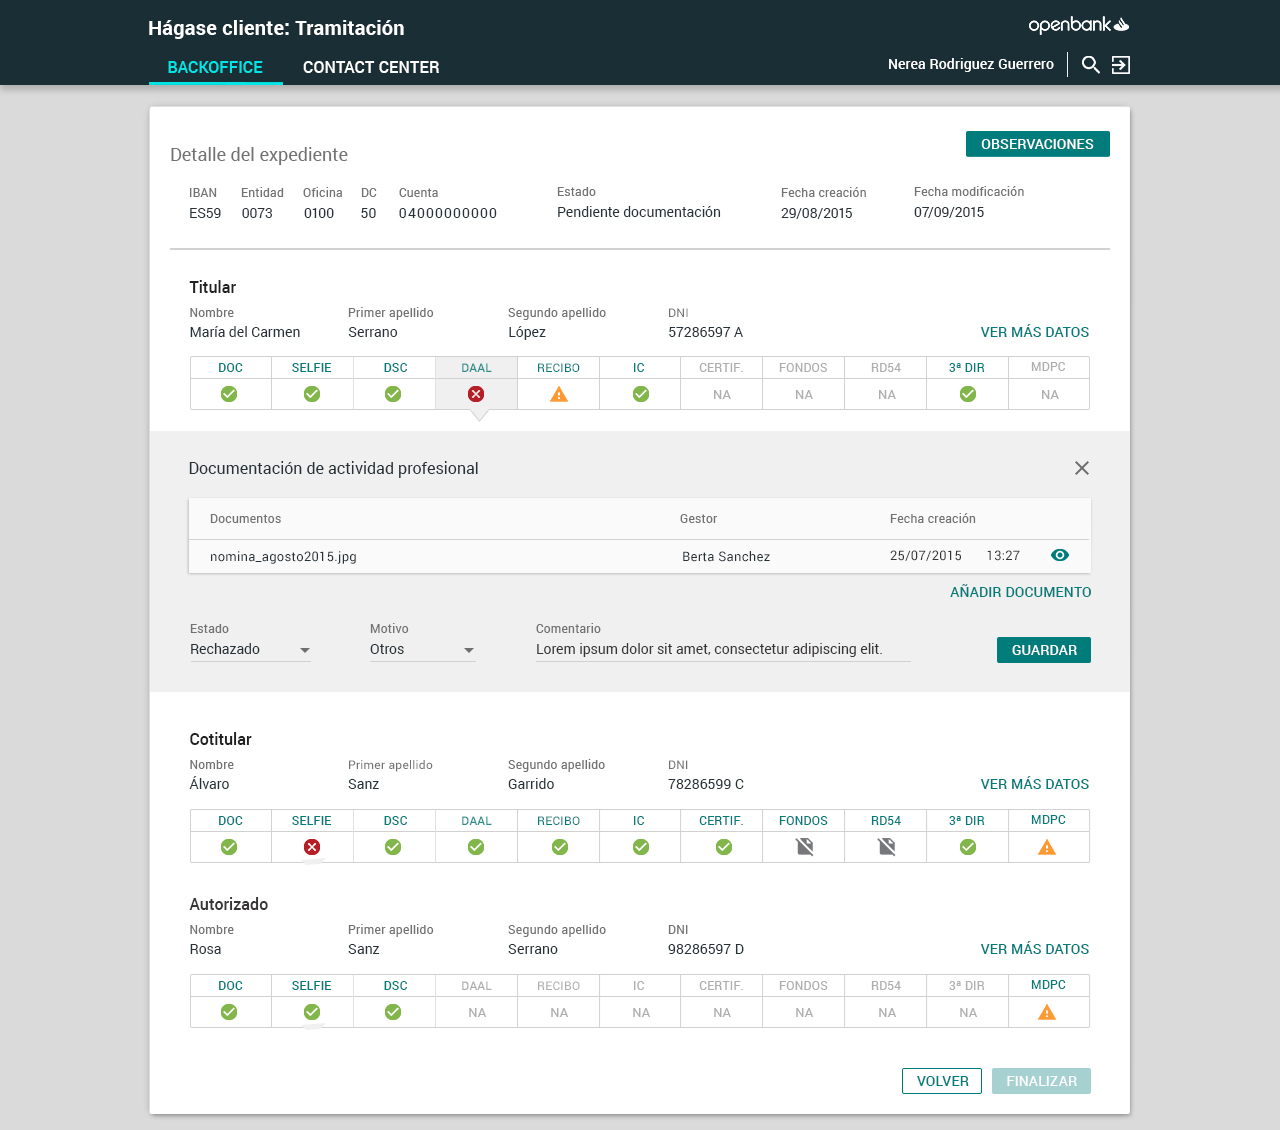 Hágase cliente: Tramitación
openbank
BACKOFFICE CONTACT CENTER
Nerea Rodriguez Guerrero
OBSERVACIONES
Detalle del expediente
IBAN Entidad Oficina DC Cuenta Estado Fecha creación Fecha modificación
ES59 0073 0100 50 04000000000 Pendiente documentación 29/08/2015 07/09/2015
Titular
Nombre Primer apellido Segundo apellido DNI
María del Carmen Serrano López 57286597 A VER MÁS DATOS
DOC SELFIE DSC DAAL RECIBO IC CERTIF. FONDOS RD54 3ª DIR MDPC
NA NA NA NA
Documentación de actividad profesional
Documentos Gestor Fecha creación
nomina_agosto2015.jpg Berta Sanchez 25/07/2015 13:27
AÑADIR DOCUMENTO
Estado Motivo Comentario
Rechazado Otros Lorem ipsum dolor sit amet, consectetur adipiscing elit. GUARDAR
Cotitular
Nombre Primer apellido Segundo apellido DNI
Álvaro Sanz Garrido 78286599 C VER MÁS DATOS
DOC SELFIE DSC DAAL RECIBO IC CERTIF. FONDOS RD54 3ª DIR MDPC
Autorizado
Nombre Primer apellido Segundo apellido DNI
Rosa Sanz Serrano 98286597 D VER MÁS DATOS
DOC SELFIE DSC DAAL RECIBO IC CERTIF. FONDOS RD54 3ª DIR MDPC
NA NA NA NA NA NA NA
VOLVER FINALIZAR